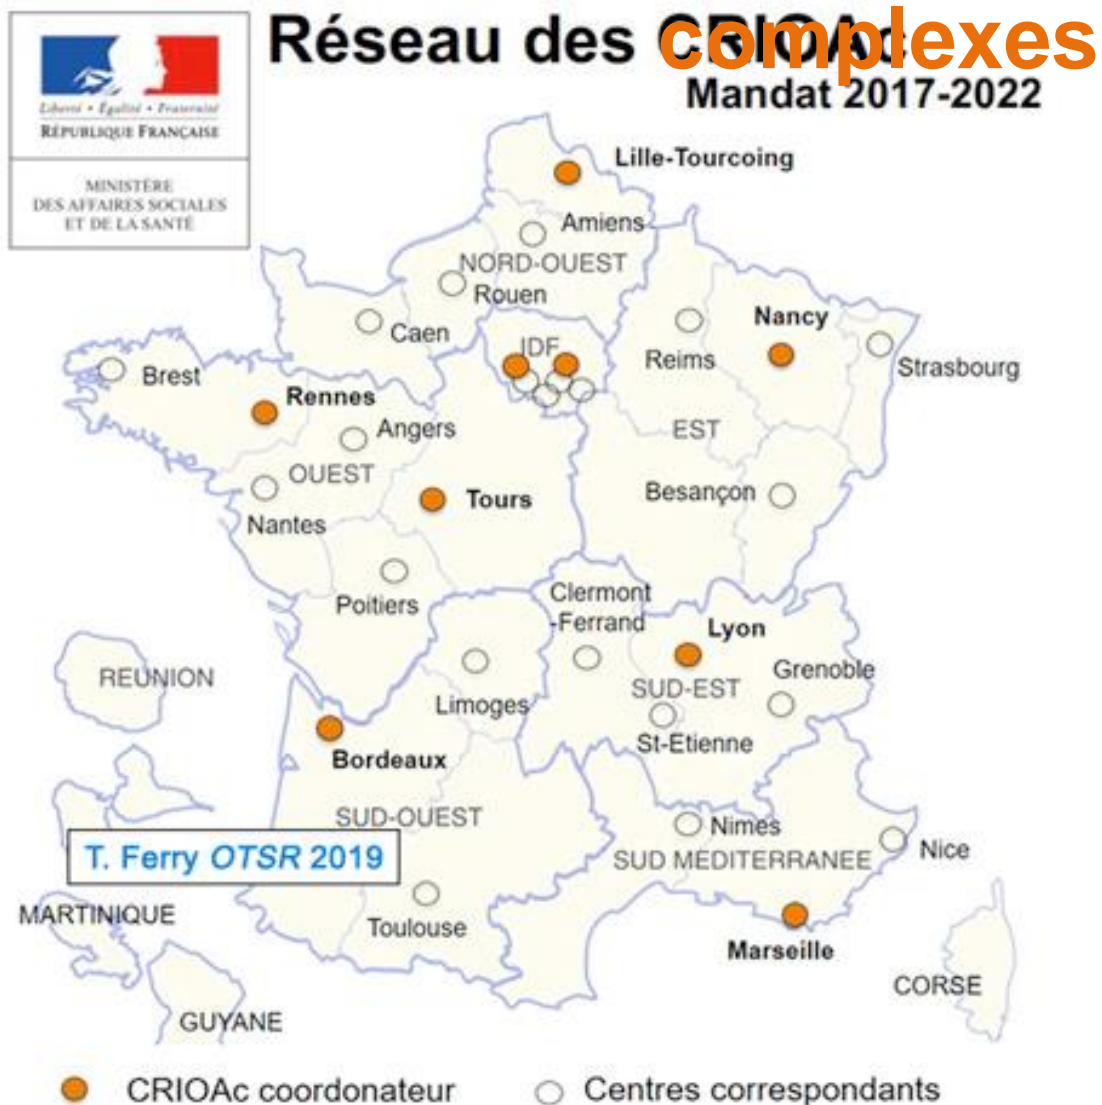 Réseau des CRIOAc
complexes
Mandat 2017-2022
Liberté • Égalité • Fraternité
RÉPUBLIQUE FRANÇAISE
MINISTÈRE
DES AFFAIRES SOCIALES
ET DE LA SANTÉ
Lille-Tourcoing
Amiens
NORD-OUEST
Rouen
Caen
IDF
Reims
Nancy
Strasbourg
Brest
Rennes
Angers
EST
OUEST
Besançon
Tours
Nantes
Poitiers
Clermont
-Ferrand
Lyon
Grenoble
REUNION
SUD-EST
Limoges
St-Etienne
Bordeaux
SUD-OUEST
Nimes
Nice
T. Ferry OTSR 2019
SUD MEDITERRANEE
MARTINIQUE
Toulouse
Marseille
CORSE
GUYANE
CRIOAc coordonateur
Centres correspondants